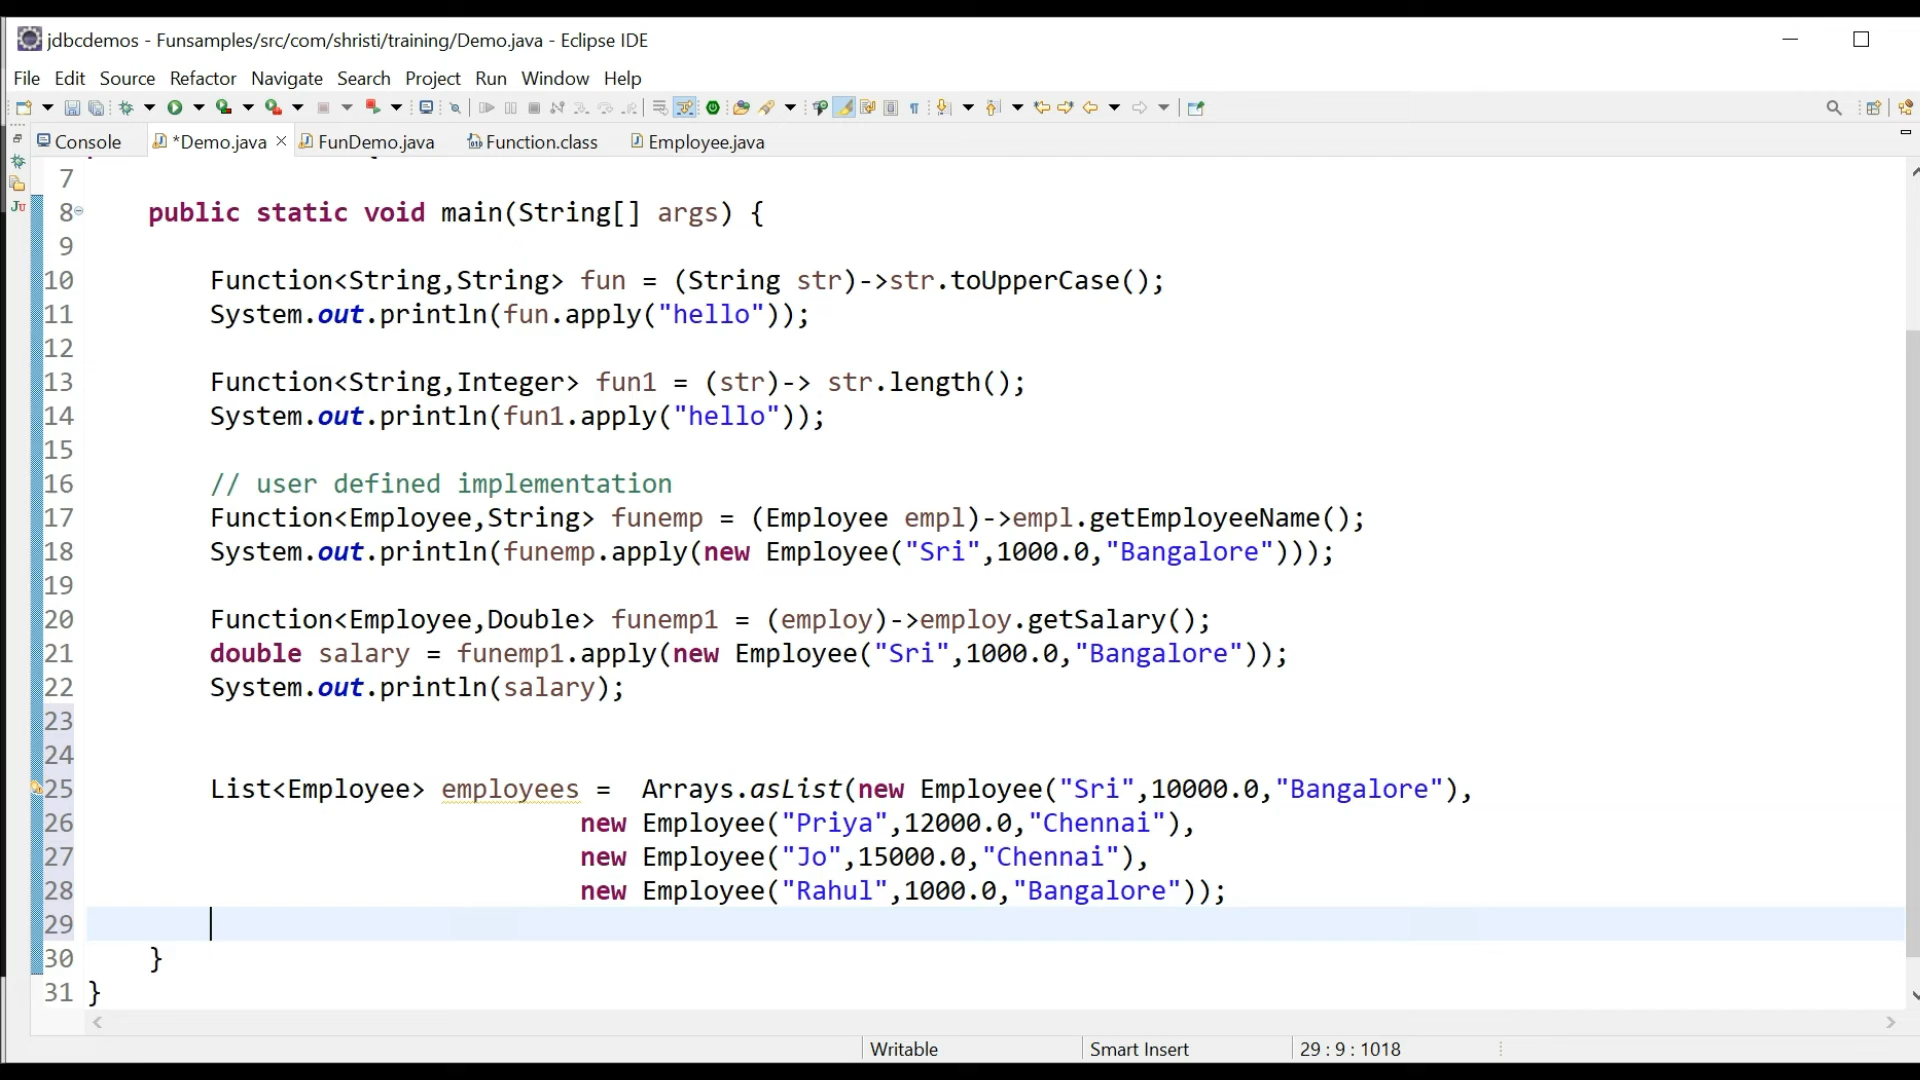 jdbcdemos - Funsamples/src/com/shristi/training/Demo.java - Eclipse IDE
File Edit Source Refactor Navigate Search Project Run Window Help
Console *Demo.java FunDemo.java Function.class Employee.java
7
8 public static void main(String[] args) {
9
10 Function<String,String> fun = (String str)->str.toUpperCase();
11 System.out.println(fun.apply("hello"));
12
13 Function<String,Integer> fun1 = (str)-> str.length();
14 System.out.println(fun1.apply("hello"));
15
16 // user defined implementation
17 Function<Employee,String> funemp = (Employee empl)->empl.getEmployeeName();
18 System.out.println(funemp.apply(new Employee("Sri",1000.0,"Bangalore")));
19
20 Function<Employee,Double> funemp1 = (employ)->employ.getSalary();
21 double salary = funemp1.apply(new Employee("Sri",1000.0,"Bangalore"));
22 System.out.println(salary);
23
24
25 List<Employee> employees =  Arrays.asList(new Employee("Sri",10000.0,"Bangalore"),
26 new Employee("Priya",12000.0,"Chennai"),
27 new Employee("Jo",15000.0,"Chennai"),
28 new Employee("Rahul",1000.0,"Bangalore"));
29
30 }
31 }
Writable Smart Insert 29 : 9 : 1018